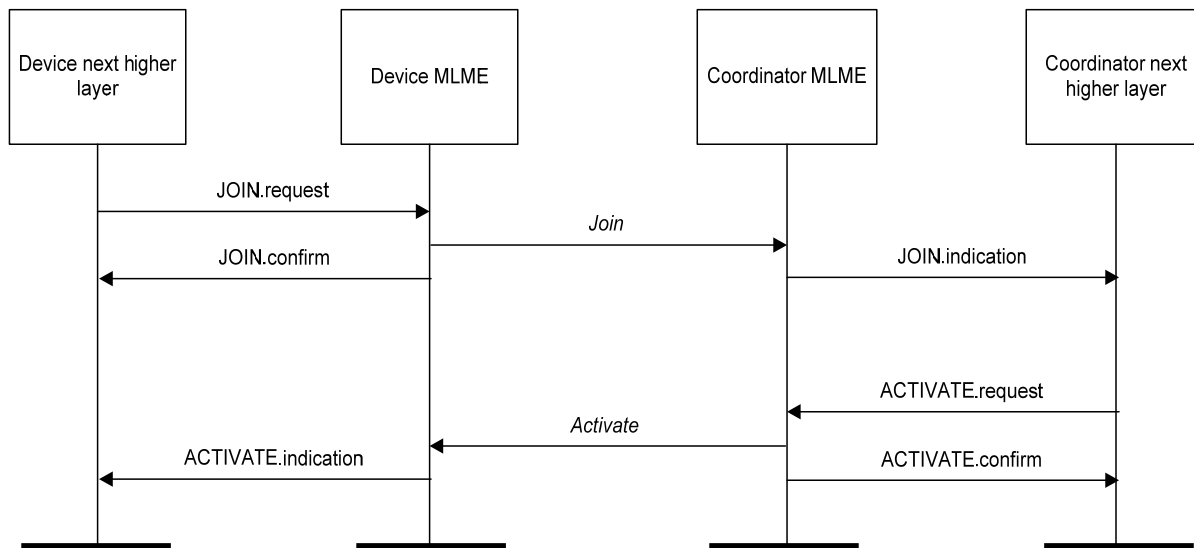 Device next higher
layer
Device MLME
Coordinator MLME
Coordinator next
higher layer
JOIN.request
Join
JOIN.confirm
JOIN.indication
ACTIVATE.request
Activate
ACTIVATE.indication
ACTIVATE.confirm